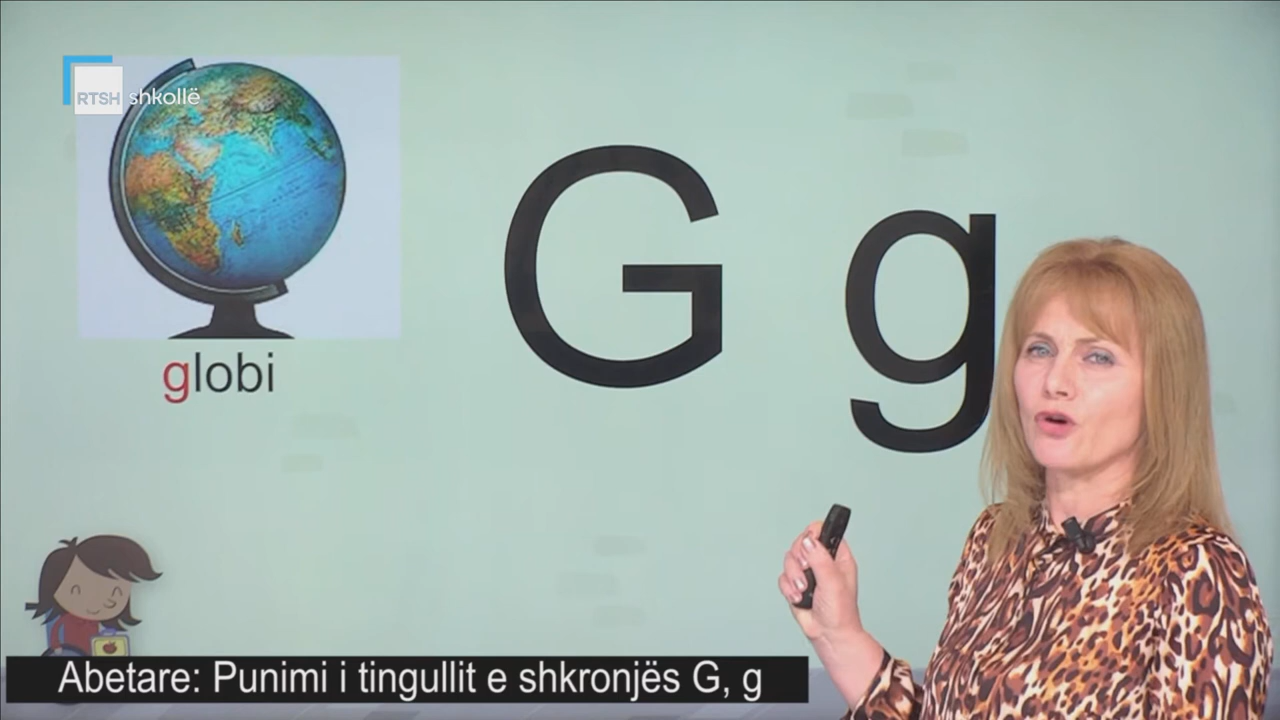 RTSH shkollë
G g
globi
Abetare: Punimi i tingullit e shkronjës G, g